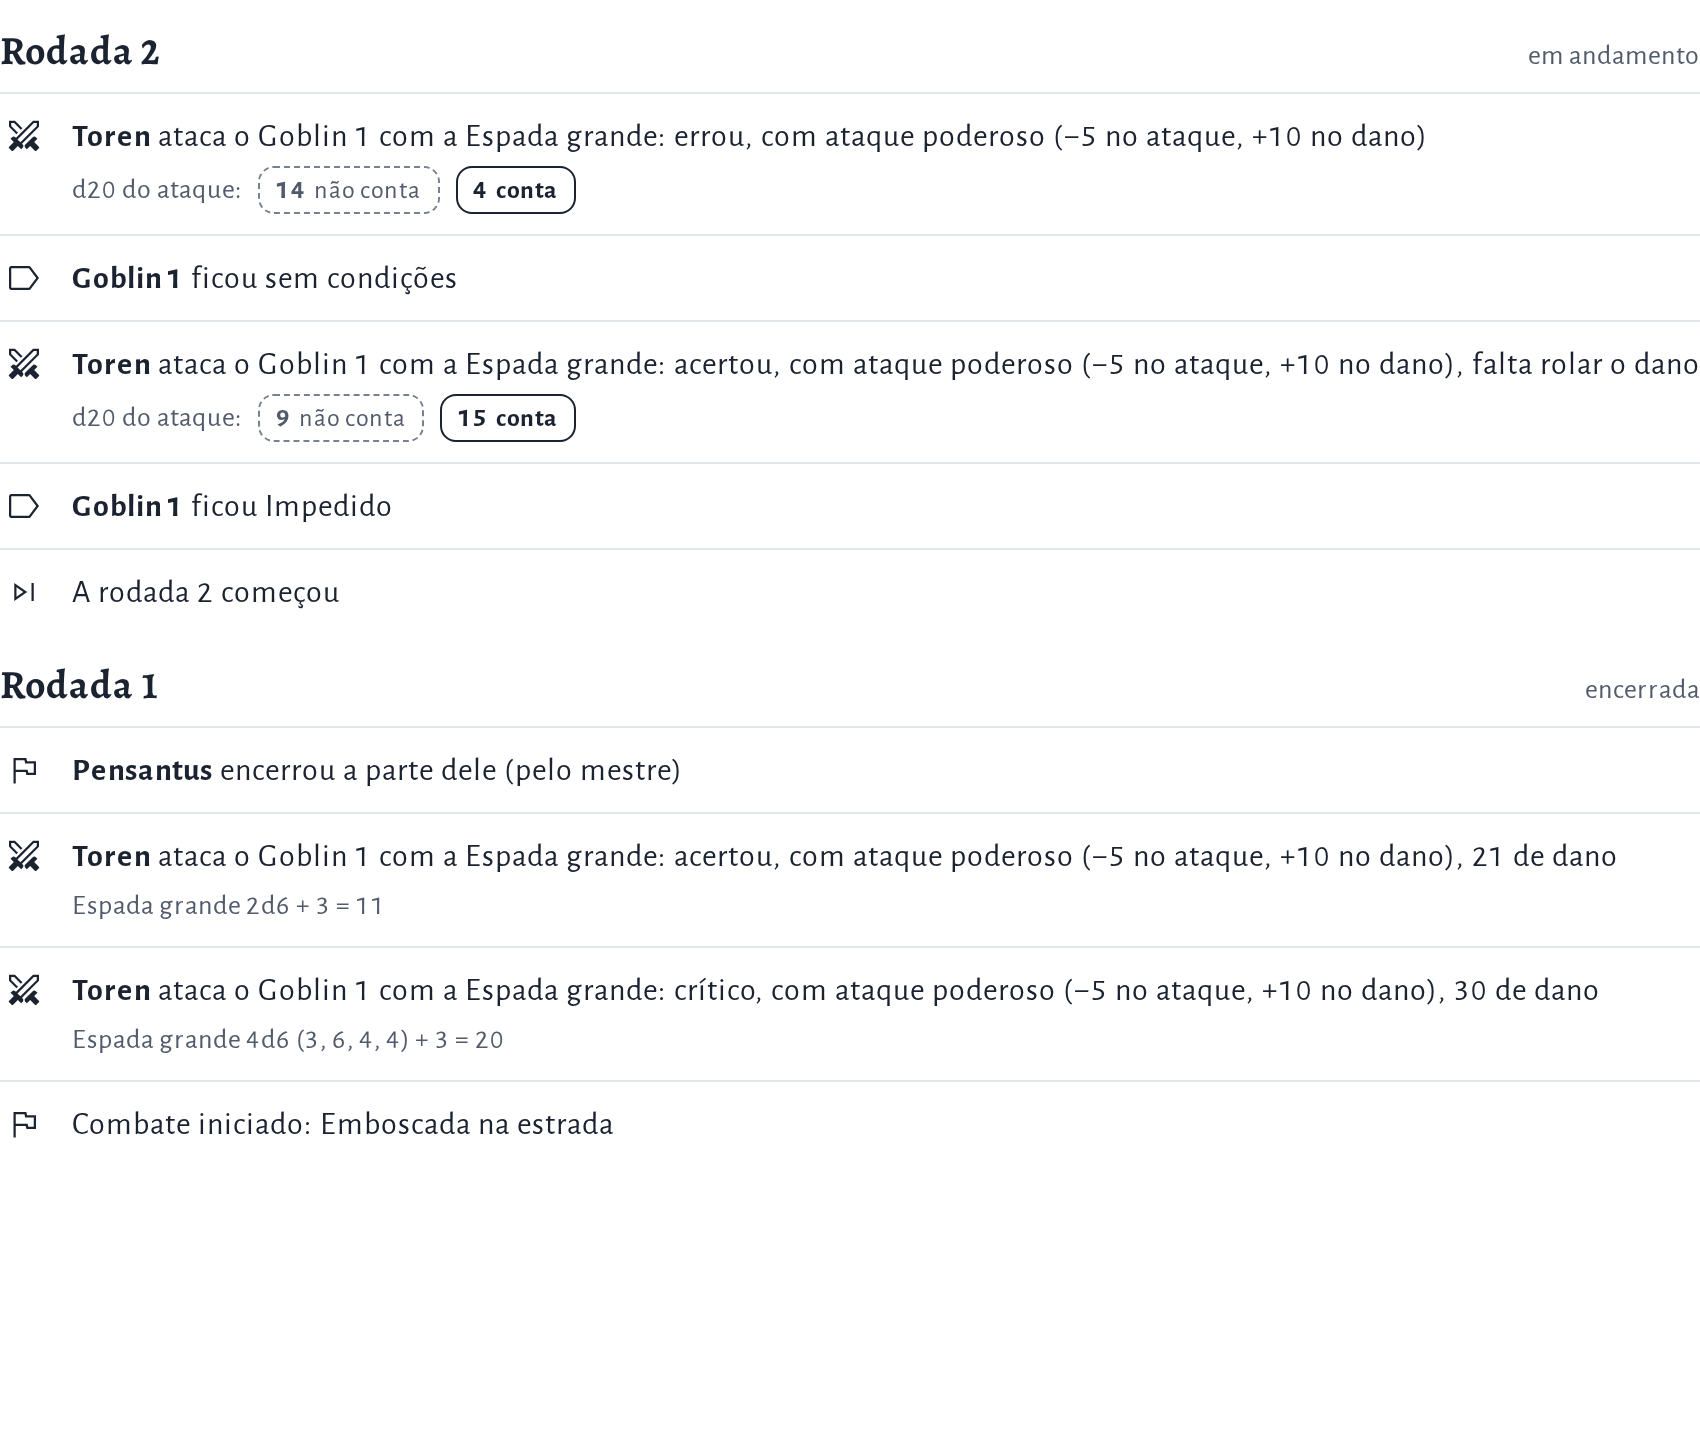 Rodada 2
em andamento
Toren ataca o Goblin 1 com a Espada grande: errou, com ataque poderoso (−5 no ataque, +10 no dano)
d20 do ataque: 14 não conta 4 conta
Goblin 1 ficou sem condições
Toren ataca o Goblin 1 com a Espada grande: acertou, com ataque poderoso (−5 no ataque, +10 no dano), falta rolar o dano
d20 do ataque: 9 não conta 15 conta
Goblin 1 ficou Impedido
A rodada 2 começou
Rodada 1
encerrada
Pensantus encerrou a parte dele (pelo mestre)
Toren ataca o Goblin 1 com a Espada grande: acertou, com ataque poderoso (−5 no ataque, +10 no dano), 21 de dano
Espada grande 2d6 + 3 = 11
Toren ataca o Goblin 1 com a Espada grande: crítico, com ataque poderoso (−5 no ataque, +10 no dano), 30 de dano
Espada grande 4d6 (3, 6, 4, 4) + 3 = 20
Combate iniciado: Emboscada na estrada